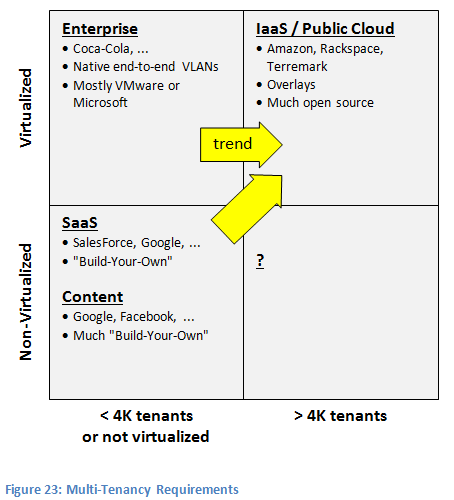 Enterprise
• Coca-Cola, ...
• Native end-to-end VLANs
• Mostly VMware or
Microsoft
IaaS / Public Cloud
• Amazon, Rackspace,
Terremark
• Overlays
• Much open source
Virtualized
trend
SaaS
• SalesForce, Google, ...
• "Build-Your-Own"
Content
• Google, Facebook, ...
• Much "Build-Your-Own"
?
Non-Virtualized
< 4K tenants
or not virtualized
> 4K tenants
Figure 23: Multi-Tenancy Requirements